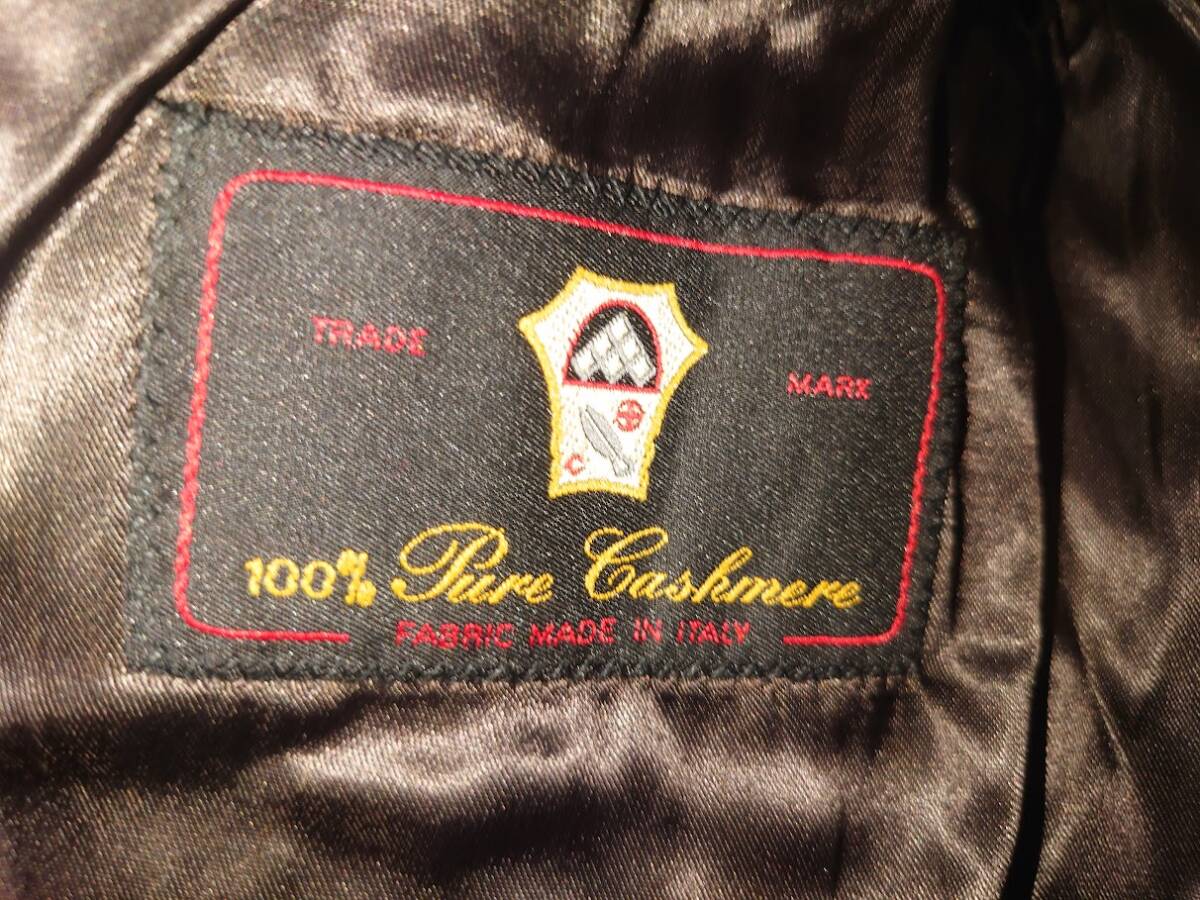 TRADE MARK
C
100% Pure Cashmere
FABRIC MADE IN ITALY